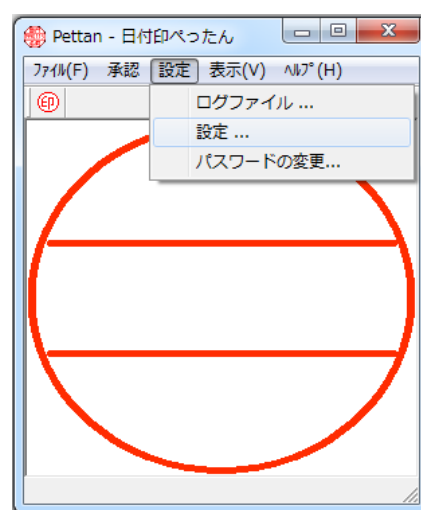 Pettan - 日付印ぺったん
ﾌｧｲﾙ(F) 承認 設定 表示(V) ﾍﾙﾌﾟ(H)
印
ログファイル ...
設定 ...
パスワードの変更...